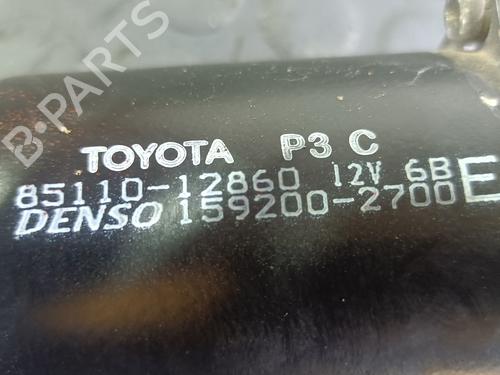 B-PARTS
TOYOTA P3 C
85110-12860 12V 6B
DENSO 159200-2700 E